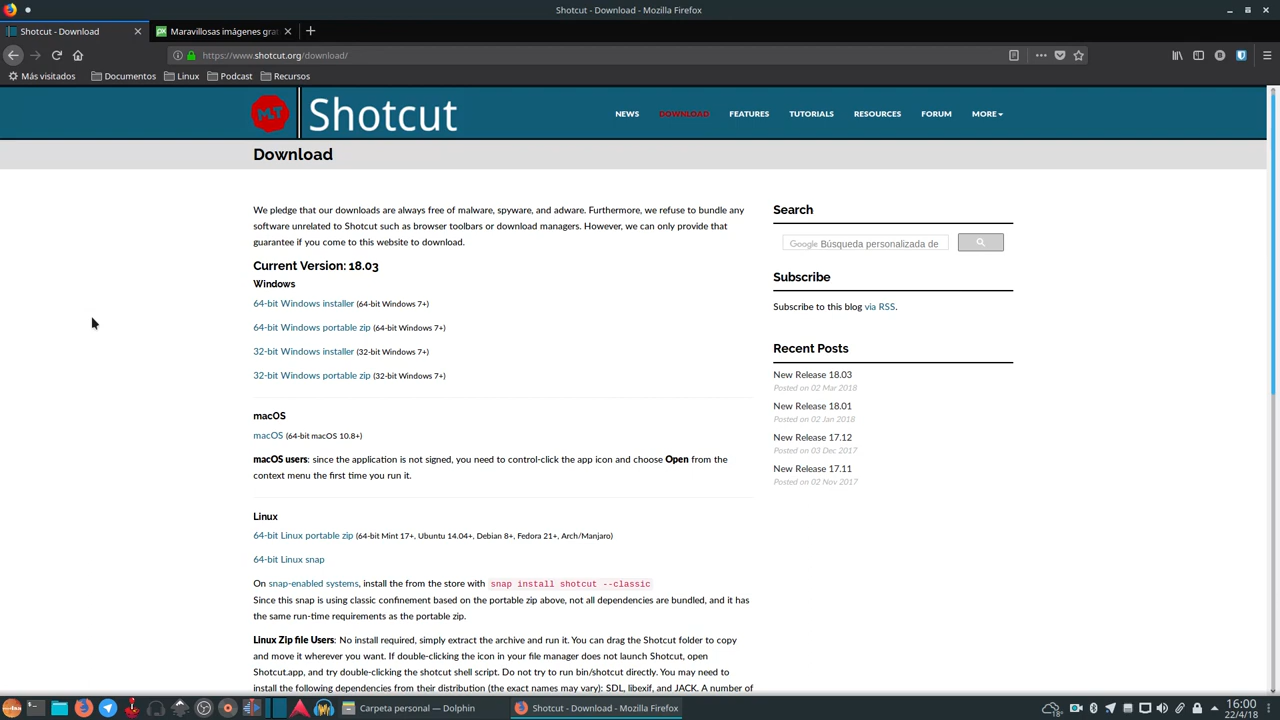 Shotcut - Download - Mozilla Firefox
Shotcut - Download
Maravillosas imágenes grat
https://www.shotcut.org/download/
Más visitados
Documentos
Linux
Podcast
Recursos
MLT
Shotcut
NEWS
DOWNLOAD
FEATURES
TUTORIALS
RESOURCES
FORUM
MORE
Download
We pledge that our downloads are always free of malware, spyware, and adware. Furthermore, we refuse to bundle any
software unrelated to Shotcut such as browser toolbars or download managers. However, we can only provide that
guarantee if you come to this website to download.
Current Version: 18.03
Windows
64-bit Windows installer (64-bit Windows 7+)
64-bit Windows portable zip (64-bit Windows 7+)
32-bit Windows installer (32-bit Windows 7+)
32-bit Windows portable zip (32-bit Windows 7+)
macOS
macOS (64-bit macOS 10.8+)
macOS users: since the application is not signed, you need to control-click the app icon and choose Open from the
context menu the first time you run it.
Linux
64-bit Linux portable zip (64-bit Mint 17+, Ubuntu 14.04+, Debian 8+, Fedora 21+, Arch/Manjaro)
64-bit Linux snap
On snap-enabled systems, install the from the store with snap install shotcut --classic
Since this snap is using classic confinement based on the portable zip above, not all dependencies are bundled, and it has
the same run-time requirements as the portable zip.
Linux Zip file Users: No install required, simply extract the archive and run it. You can drag the Shotcut folder to copy
and move it wherever you want. If double-clicking the icon in your file manager does not launch Shotcut, open
Shotcut.app, and try double-clicking the shotcut shell script. Do not try to run bin/shotcut directly. You may need to
install the following dependencies from their distribution (the exact names may vary): SDL, libexif, and JACK. A number of
Search
Google Búsqueda personalizada de
Subscribe
Subscribe to this blog via RSS.
Recent Posts
New Release 18.03
Posted on 02 Mar 2018
New Release 18.01
Posted on 02 Jan 2018
New Release 17.12
Posted on 03 Dec 2017
New Release 17.11
Posted on 02 Nov 2017
Carpeta personal — Dolphin
Shotcut - Download - Mozilla Firefox
18°
16:00
22/4/18